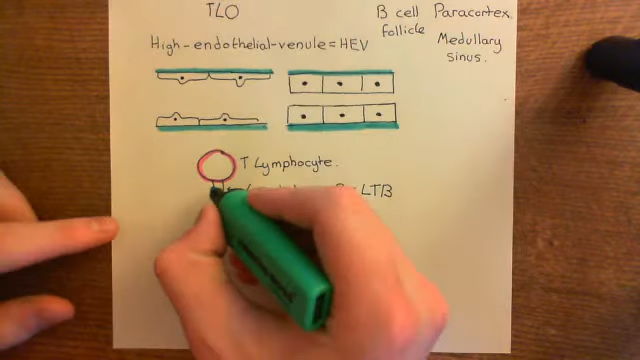 TLO
B cell follicle
Paracortex.
Medullary sinus.
High-endothelial-venule = HEV
T Lymphocyte.
LTB